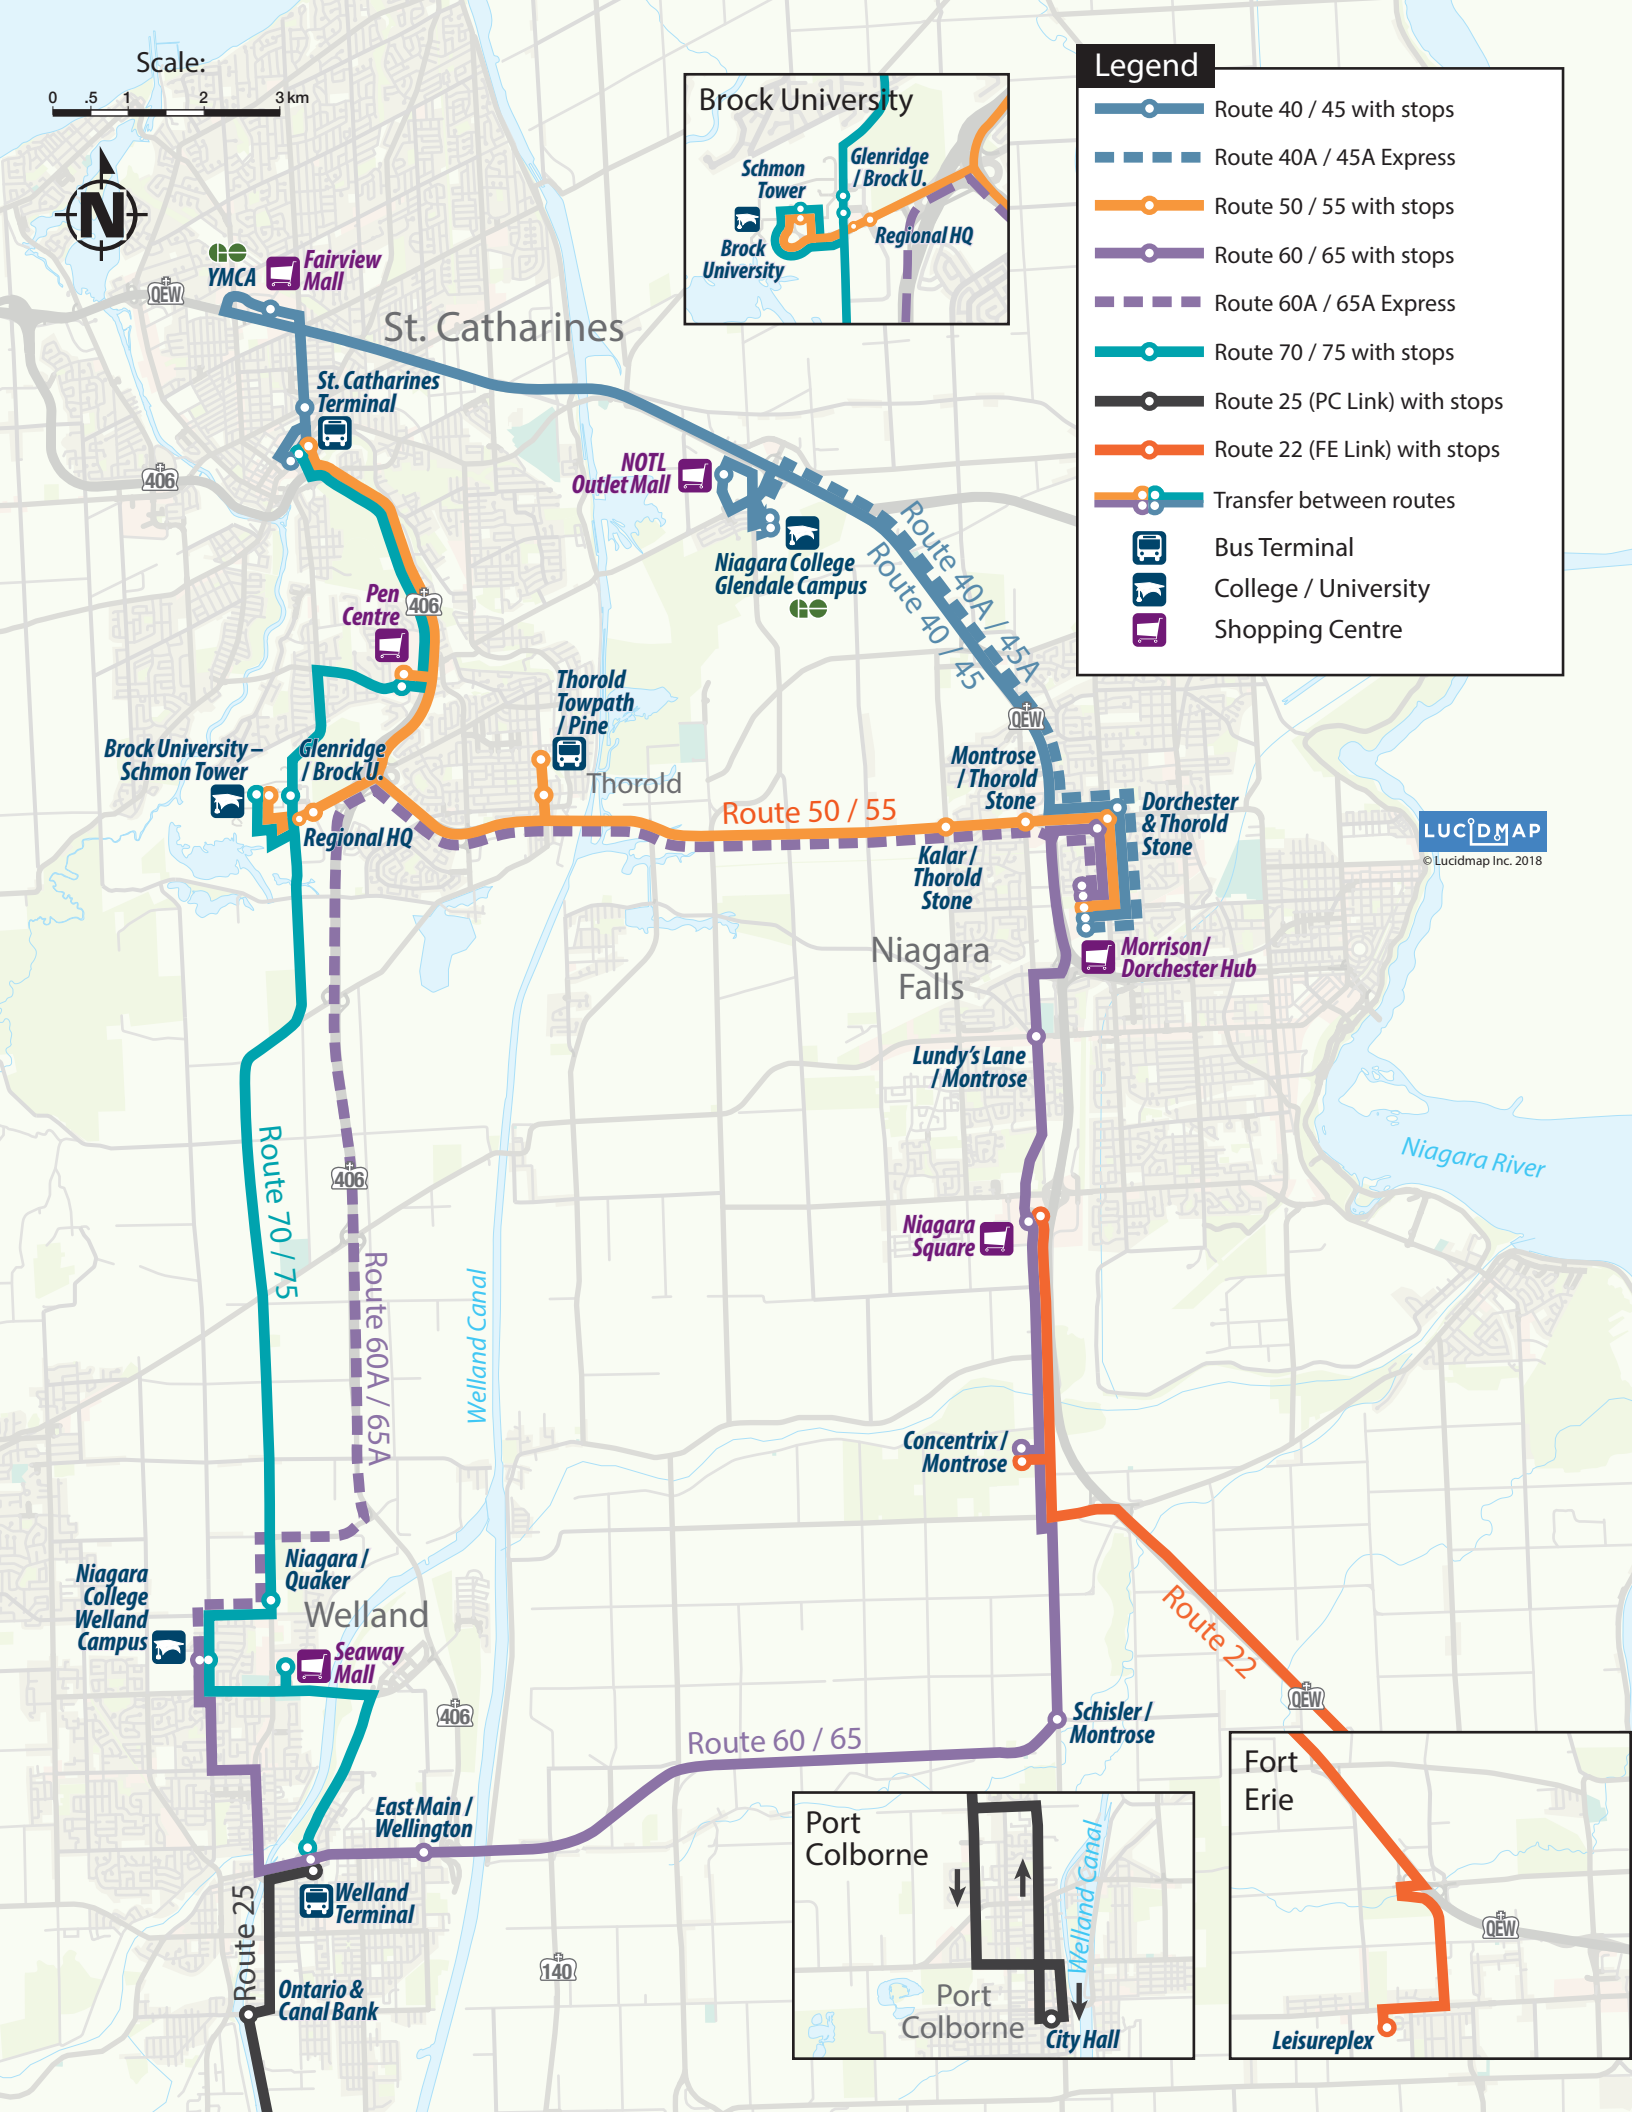 Scale:
0 .5 1 2 3 km
N
QEW
YMCA
Fairview
Mall
St. Catharines
St. Catharines
Terminal
406
406
Pen
Centre
NOTL
Outlet Mall
Niagara College
Glendale Campus
Route 40A / 45A
Route 40 / 45
QEW
Brock University
Schmon
Tower
Glenridge
/ Brock U.
Brock
University
Regional HQ
Legend
Route 40 / 45 with stops
Route 40A / 45A Express
Route 50 / 55 with stops
Route 60 / 65 with stops
Route 60A / 65A Express
Route 70 / 75 with stops
Route 25 (PC Link) with stops
Route 22 (FE Link) with stops
Transfer between routes
Bus Terminal
College / University
Shopping Centre
Thorold
Towpath
/ Pine
Thorold
Brock University –
Schmon Tower
Glenridge
/ Brock U.
Regional HQ
Route 50 / 55
Montrose
/ Thorold
Stone
Dorchester
& Thorold
Stone
Kalar /
Thorold
Stone
LUCIDMAP
© Lucidmap Inc. 2018
Niagara
Falls
Morrison/
Dorchester Hub
Lundy's Lane
/ Montrose
Niagara River
Route 70 / 75
406
Route 60A / 65A
Welland Canal
Niagara
Square
Concentrix /
Montrose
Niagara /
Quaker
Niagara
College
Welland
Campus
Welland
Seaway
Mall
406
Route 22
QEW
Schisler /
Montrose
Route 60 / 65
East Main /
Wellington
Welland
Terminal
Route 25
Ontario &
Canal Bank
140
Port
Colborne
Welland Canal
Port
Colborne
City Hall
Fort
Erie
QEW
Leisureplex